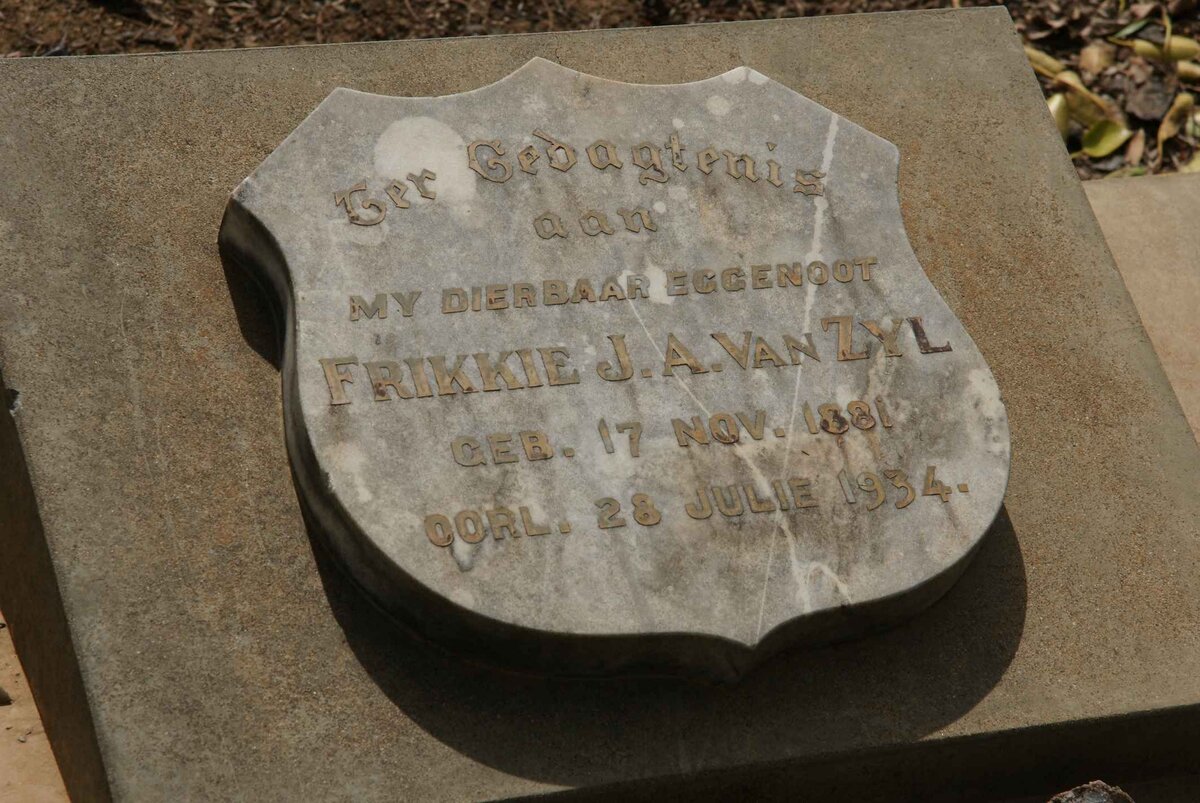 Ter Gedagtenis
aan
MY DIERBAAR EGGENOOT
FRIKKIE J. A. VAN ZYL
GEB. 17 NOV. 1881
OORL. 28 JULIE 1934.